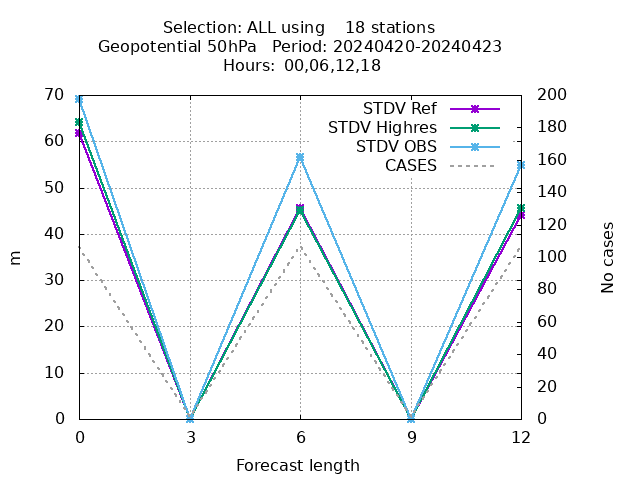 Selection: ALL using    18 stations
Geopotential 50hPa   Period: 20240420-20240423
Hours: 00,06,12,18
STDV Ref
STDV Highres
STDV OBS
CASES
70
60
50
40
30
20
10
0
m
200
180
160
140
120
100
80
60
40
20
0
No cases
0 3 6 9 12
Forecast length